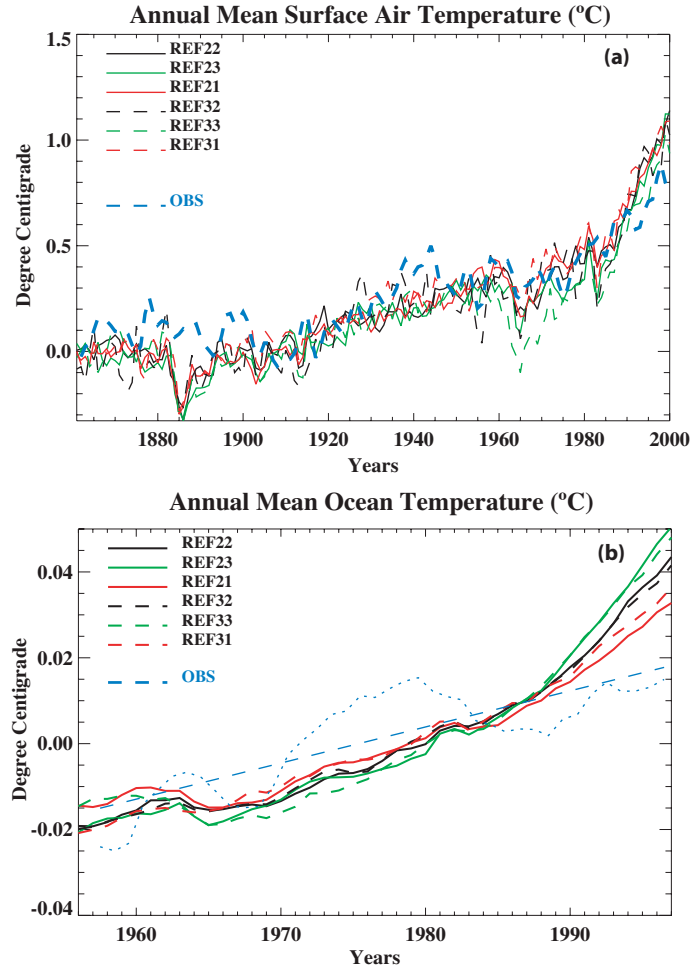 Annual Mean Surface Air Temperature (ºC)
(a)
REF22
REF23
REF21
REF32
REF33
REF31
OBS
Degree Centigrade
1.5
1.0
0.5
0.0
1880 1900 1920 1940 1960 1980 2000
Years
Annual Mean Ocean Temperature (ºC)
(b)
REF22
REF23
REF21
REF32
REF33
REF31
OBS
Degree Centigrade
0.04
0.02
0.00
-0.02
-0.04
1960 1970 1980 1990
Years